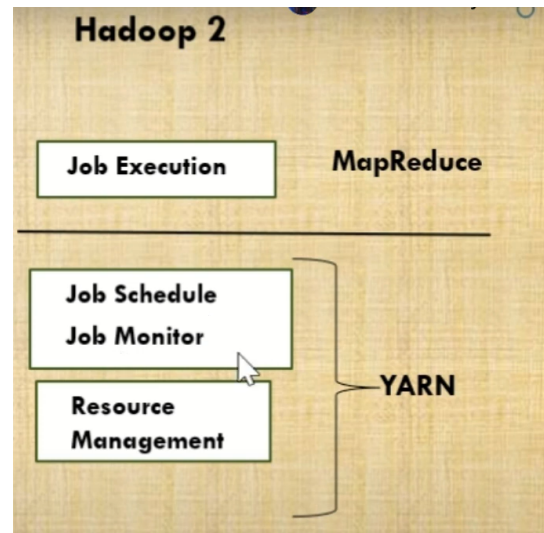 Hadoop 2
Job Execution
MapReduce
Job Schedule
Job Monitor
YARN
Resource
Management